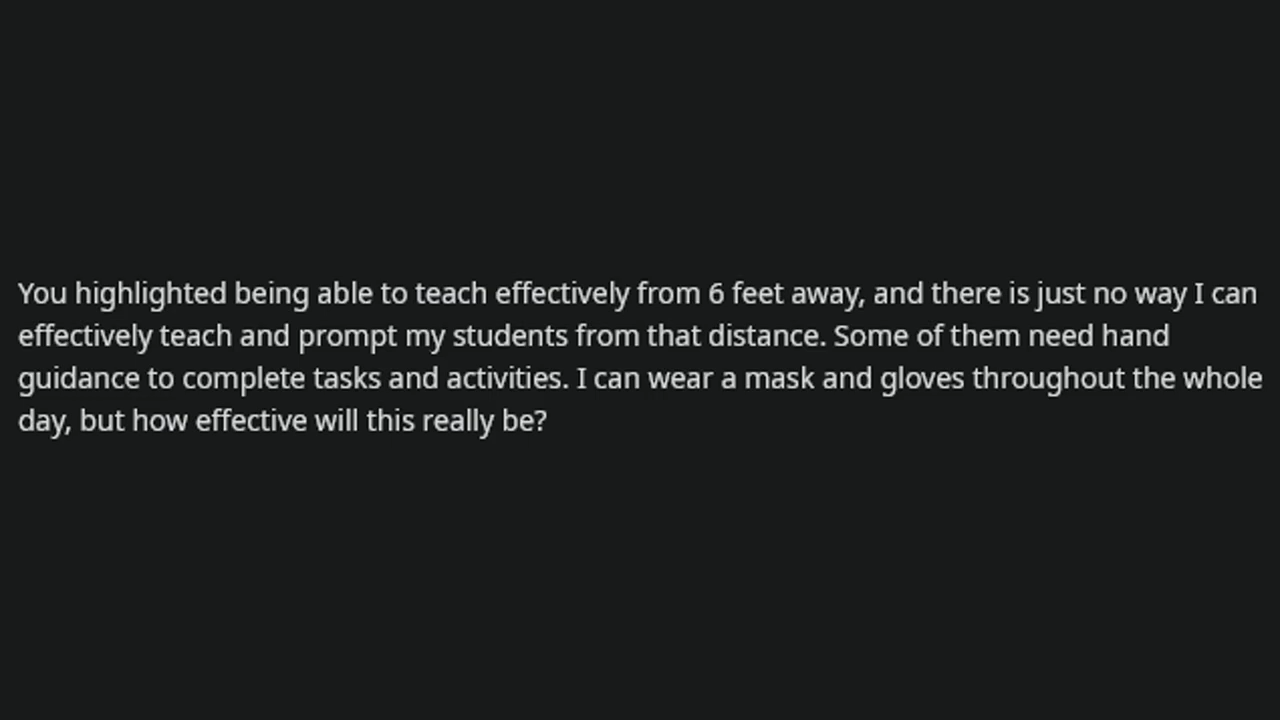 You highlighted being able to teach effectively from 6 feet away, and there is just no way I can
effectively teach and prompt my students from that distance. Some of them need hand
guidance to complete tasks and activities. I can wear a mask and gloves throughout the whole
day, but how effective will this really be?